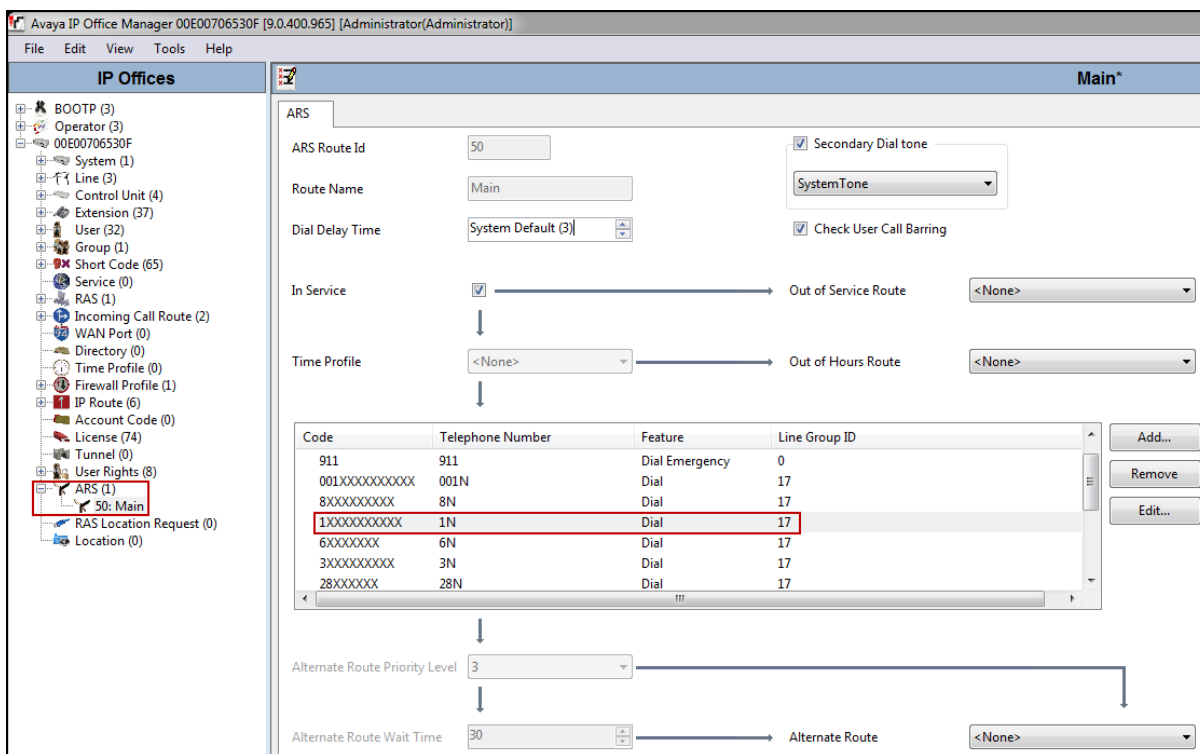 Avaya IP Office Manager 00E00706530F [9.0.400.965] [Administrator(Administrator)]
File Edit View Tools Help
IP Offices
BOOTP (3)
Operator (3)
00E00706530F
System (1)
Line (3)
Control Unit (4)
Extension (37)
User (32)
Group (1)
Short Code (65)
Service (0)
RAS (1)
Incoming Call Route (2)
WAN Port (0)
Directory (0)
Time Profile (0)
Firewall Profile (1)
IP Route (6)
Account Code (0)
License (74)
Tunnel (0)
User Rights (8)
ARS (1)
50: Main
RAS Location Request (0)
Location (0)
Main*
ARS
ARS Route Id 50 Secondary Dial tone
SystemTone
Route Name Main
Dial Delay Time System Default (3) Check User Call Barring
In Service Out of Service Route <None>
Time Profile <None> Out of Hours Route <None>
Code Telephone Number Feature Line Group ID Add...
911 911 Dial Emergency 0
001XXXXXXXXXX 001N Dial 17 Remove
8XXXXXXXXX 8N Dial 17
1XXXXXXXXXX 1N Dial 17 Edit...
6XXXXXXX 6N Dial 17
3XXXXXXXXX 3N Dial 17
28XXXXXX 28N Dial 17
Alternate Route Priority Level 3
Alternate Route Wait Time 30 Alternate Route <None>